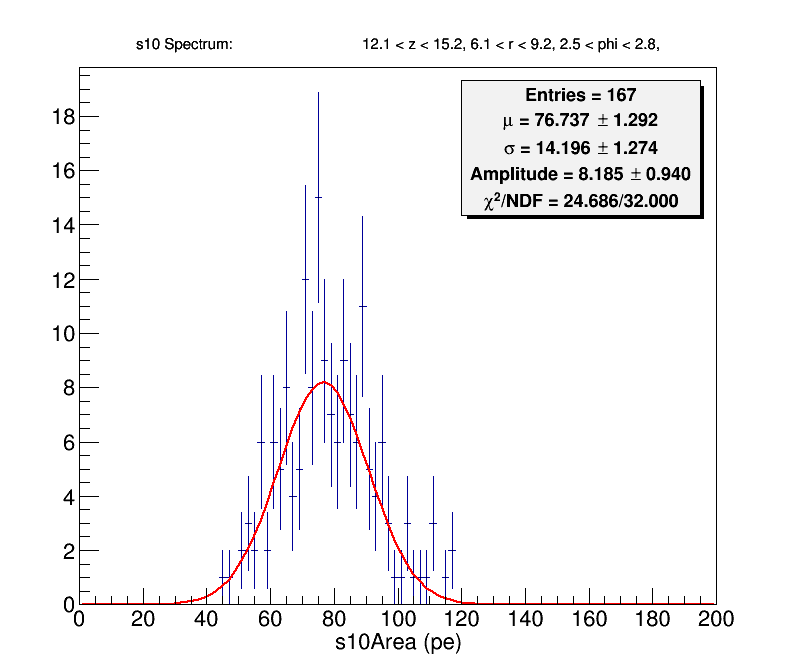 s10 Spectrum: 12.1 < z < 15.2, 6.1 < r < 9.2, 2.5 < phi < 2.8,
Entries = 167
μ = 76.737 ± 1.292
σ = 14.196 ± 1.274
Amplitude = 8.185 ± 0.940
χ²/NDF = 24.686/32.000
18
16
14
12
10
8
6
4
2
0
0 20 40 60 80 100 120 140 160 180 200
s10Area (pe)